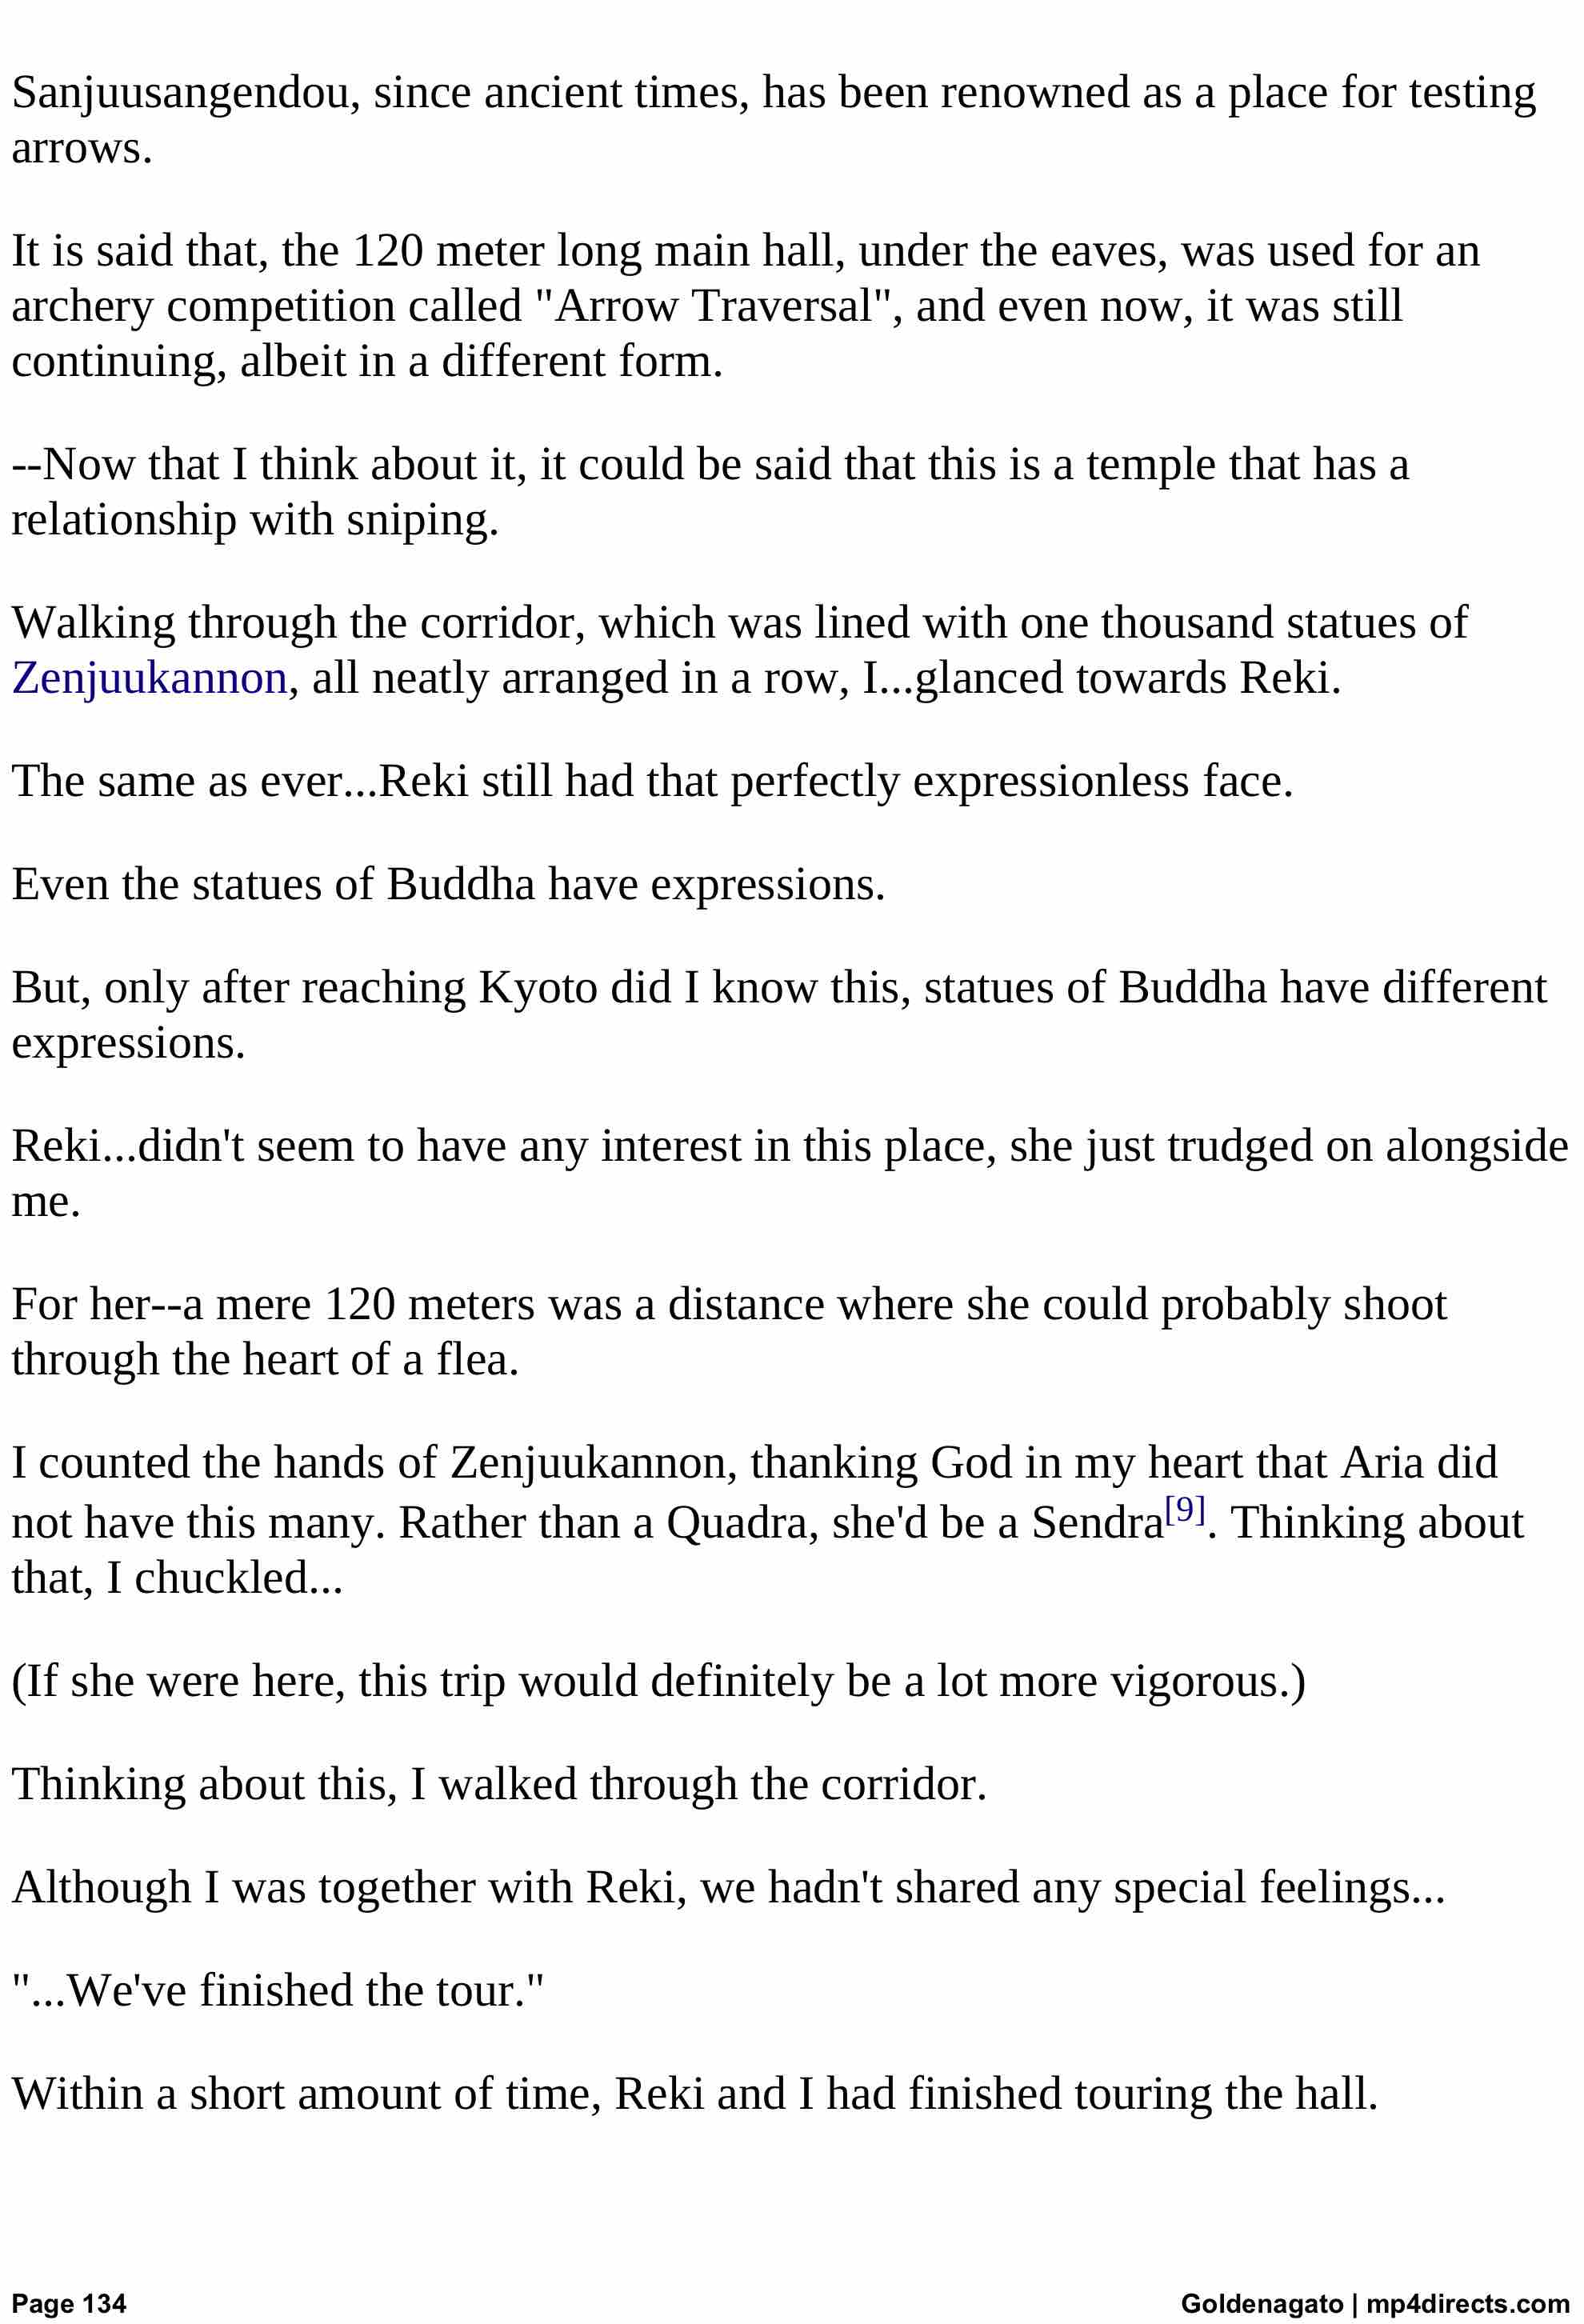 Sanjuusangendou, since ancient times, has been renowned as a place for testing
arrows.
It is said that, the 120 meter long main hall, under the eaves, was used for an
archery competition called "Arrow Traversal", and even now, it was still
continuing, albeit in a different form.
--Now that I think about it, it could be said that this is a temple that has a
relationship with sniping.
Walking through the corridor, which was lined with one thousand statues of
Zenjuukannon, all neatly arranged in a row, I...glanced towards Reki.
The same as ever...Reki still had that perfectly expressionless face.
Even the statues of Buddha have expressions.
But, only after reaching Kyoto did I know this, statues of Buddha have different
expressions.
Reki...didn't seem to have any interest in this place, she just trudged on alongside
me.
For her--a mere 120 meters was a distance where she could probably shoot
through the heart of a flea.
I counted the hands of Zenjuukannon, thanking God in my heart that Aria did
not have this many. Rather than a Quadra, she'd be a Sendra[9]. Thinking about
that, I chuckled...
(If she were here, this trip would definitely be a lot more vigorous.)
Thinking about this, I walked through the corridor.
Although I was together with Reki, we hadn't shared any special feelings...
"...We've finished the tour."
Within a short amount of time, Reki and I had finished touring the hall.
Page 134
Goldenagato | mp4directs.com